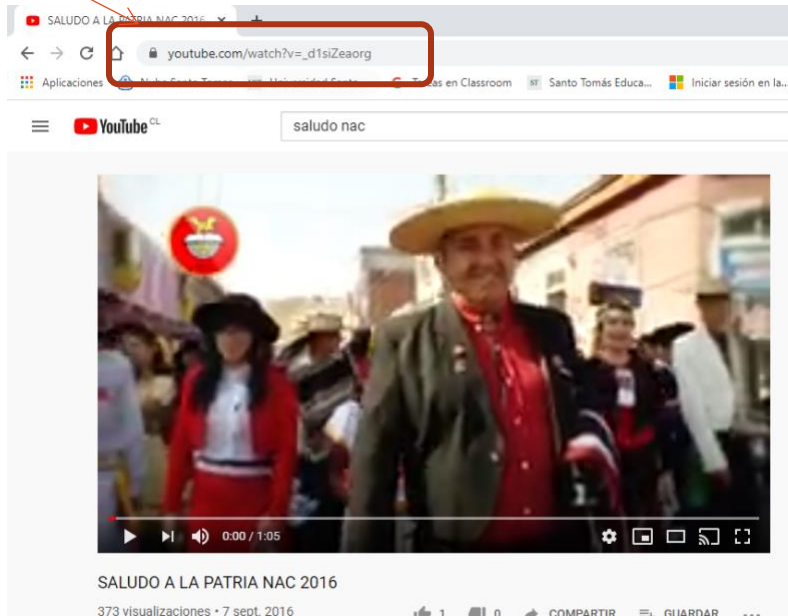 SALUDO A LA PATRIA NAC 2016
youtube.com/watch?v=_d1siZeaorg
Aplicaciones en Classroom ST Santo Tomás Educa... Iniciar sesión en la...
YouTube CL saludo nac
0:00 / 1:05
SALUDO A LA PATRIA NAC 2016
373 visualizaciones • 7 sept. 2016 1 0 COMPARTIR GUARDAR ...